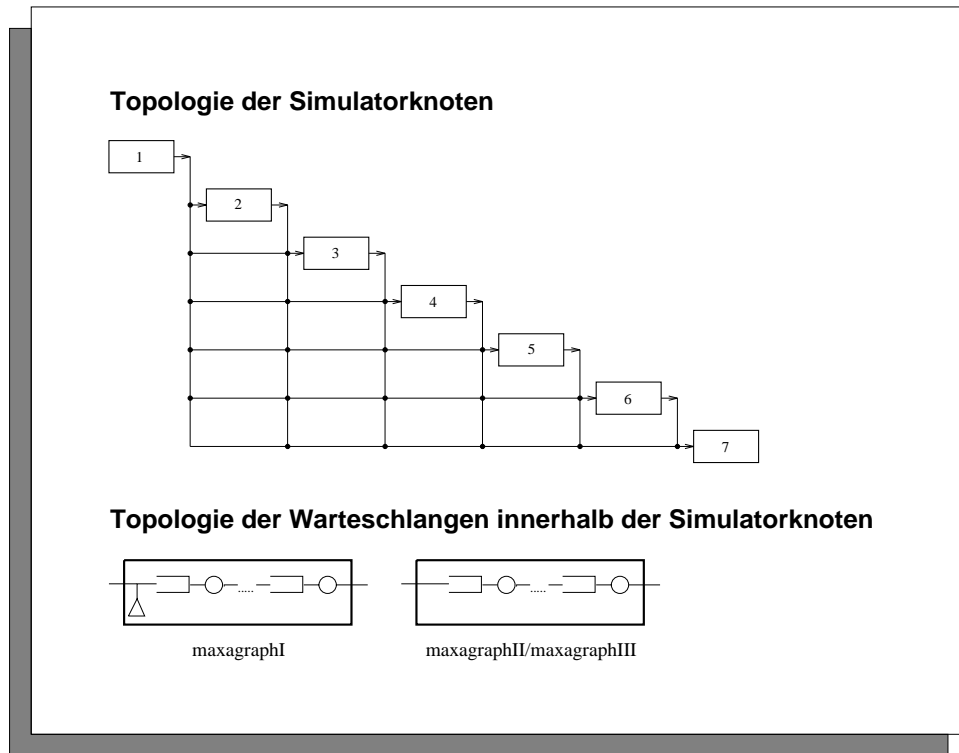 Topologie der Simulatorknoten
1
2
3
4
5
6
7
Topologie der Warteschlangen innerhalb der Simulatorknoten
.....
.....
maxagraphI
maxagraphII/maxagraphIII